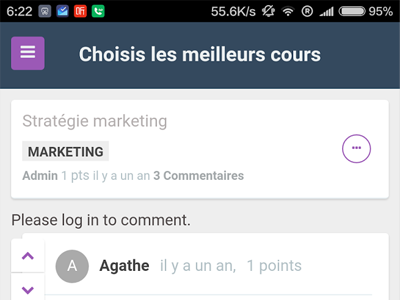 6:22 55.6K/s R 95%
Choisis les meilleurs cours
Stratégie marketing
MARKETING
Admin 1 pts il y a un an 3 Commentaires
Please log in to comment.
A Agathe il y a un an, 1 points